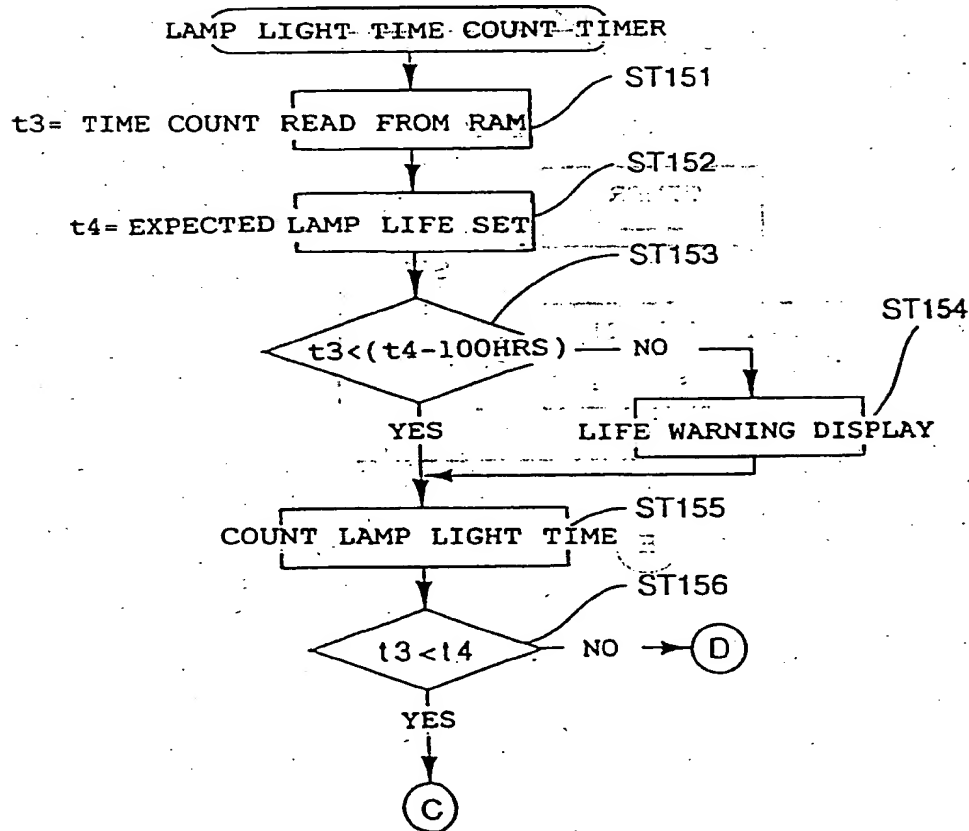 LAMP LIGHT TIME COUNT TIMER
ST151
t3= TIME COUNT READ FROM RAM
ST152
t4= EXPECTED LAMP LIFE SET
ST153
ST154
t3<(t4-100HRS)
NO
YES
LIFE WARNING DISPLAY
ST155
COUNT LAMP LIGHT TIME
ST156
t3<t4
NO
D
YES
C